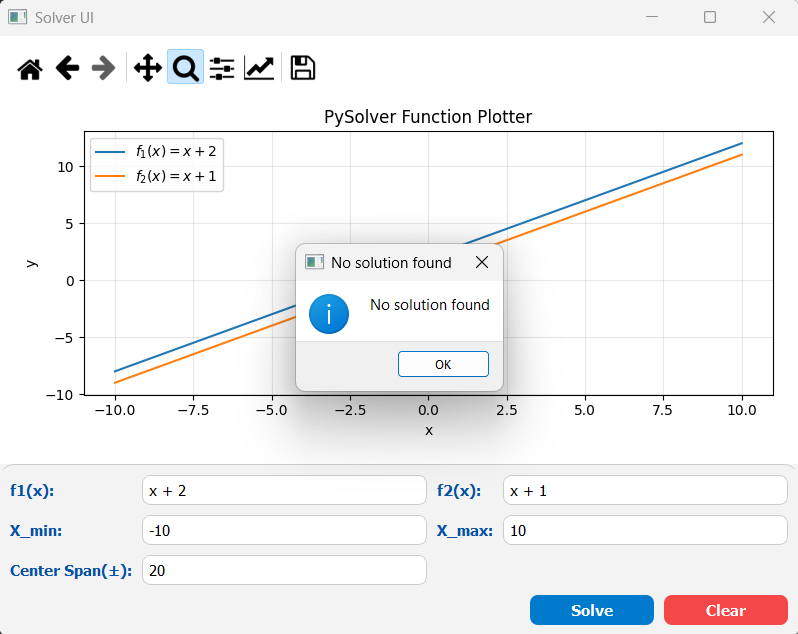 Solver UI
PySolver Function Plotter
f₁(x) = x + 2
f₂(x) = x + 1
10
5
0
−5
−10
y
−10.0 −7.5 −5.0 −2.5 0.0 2.5 5.0 7.5 10.0
x
No solution found
No solution found
OK
f1(x): x + 2 f2(x): x + 1
X_min: -10 X_max: 10
Center Span(±): 20
Solve Clear